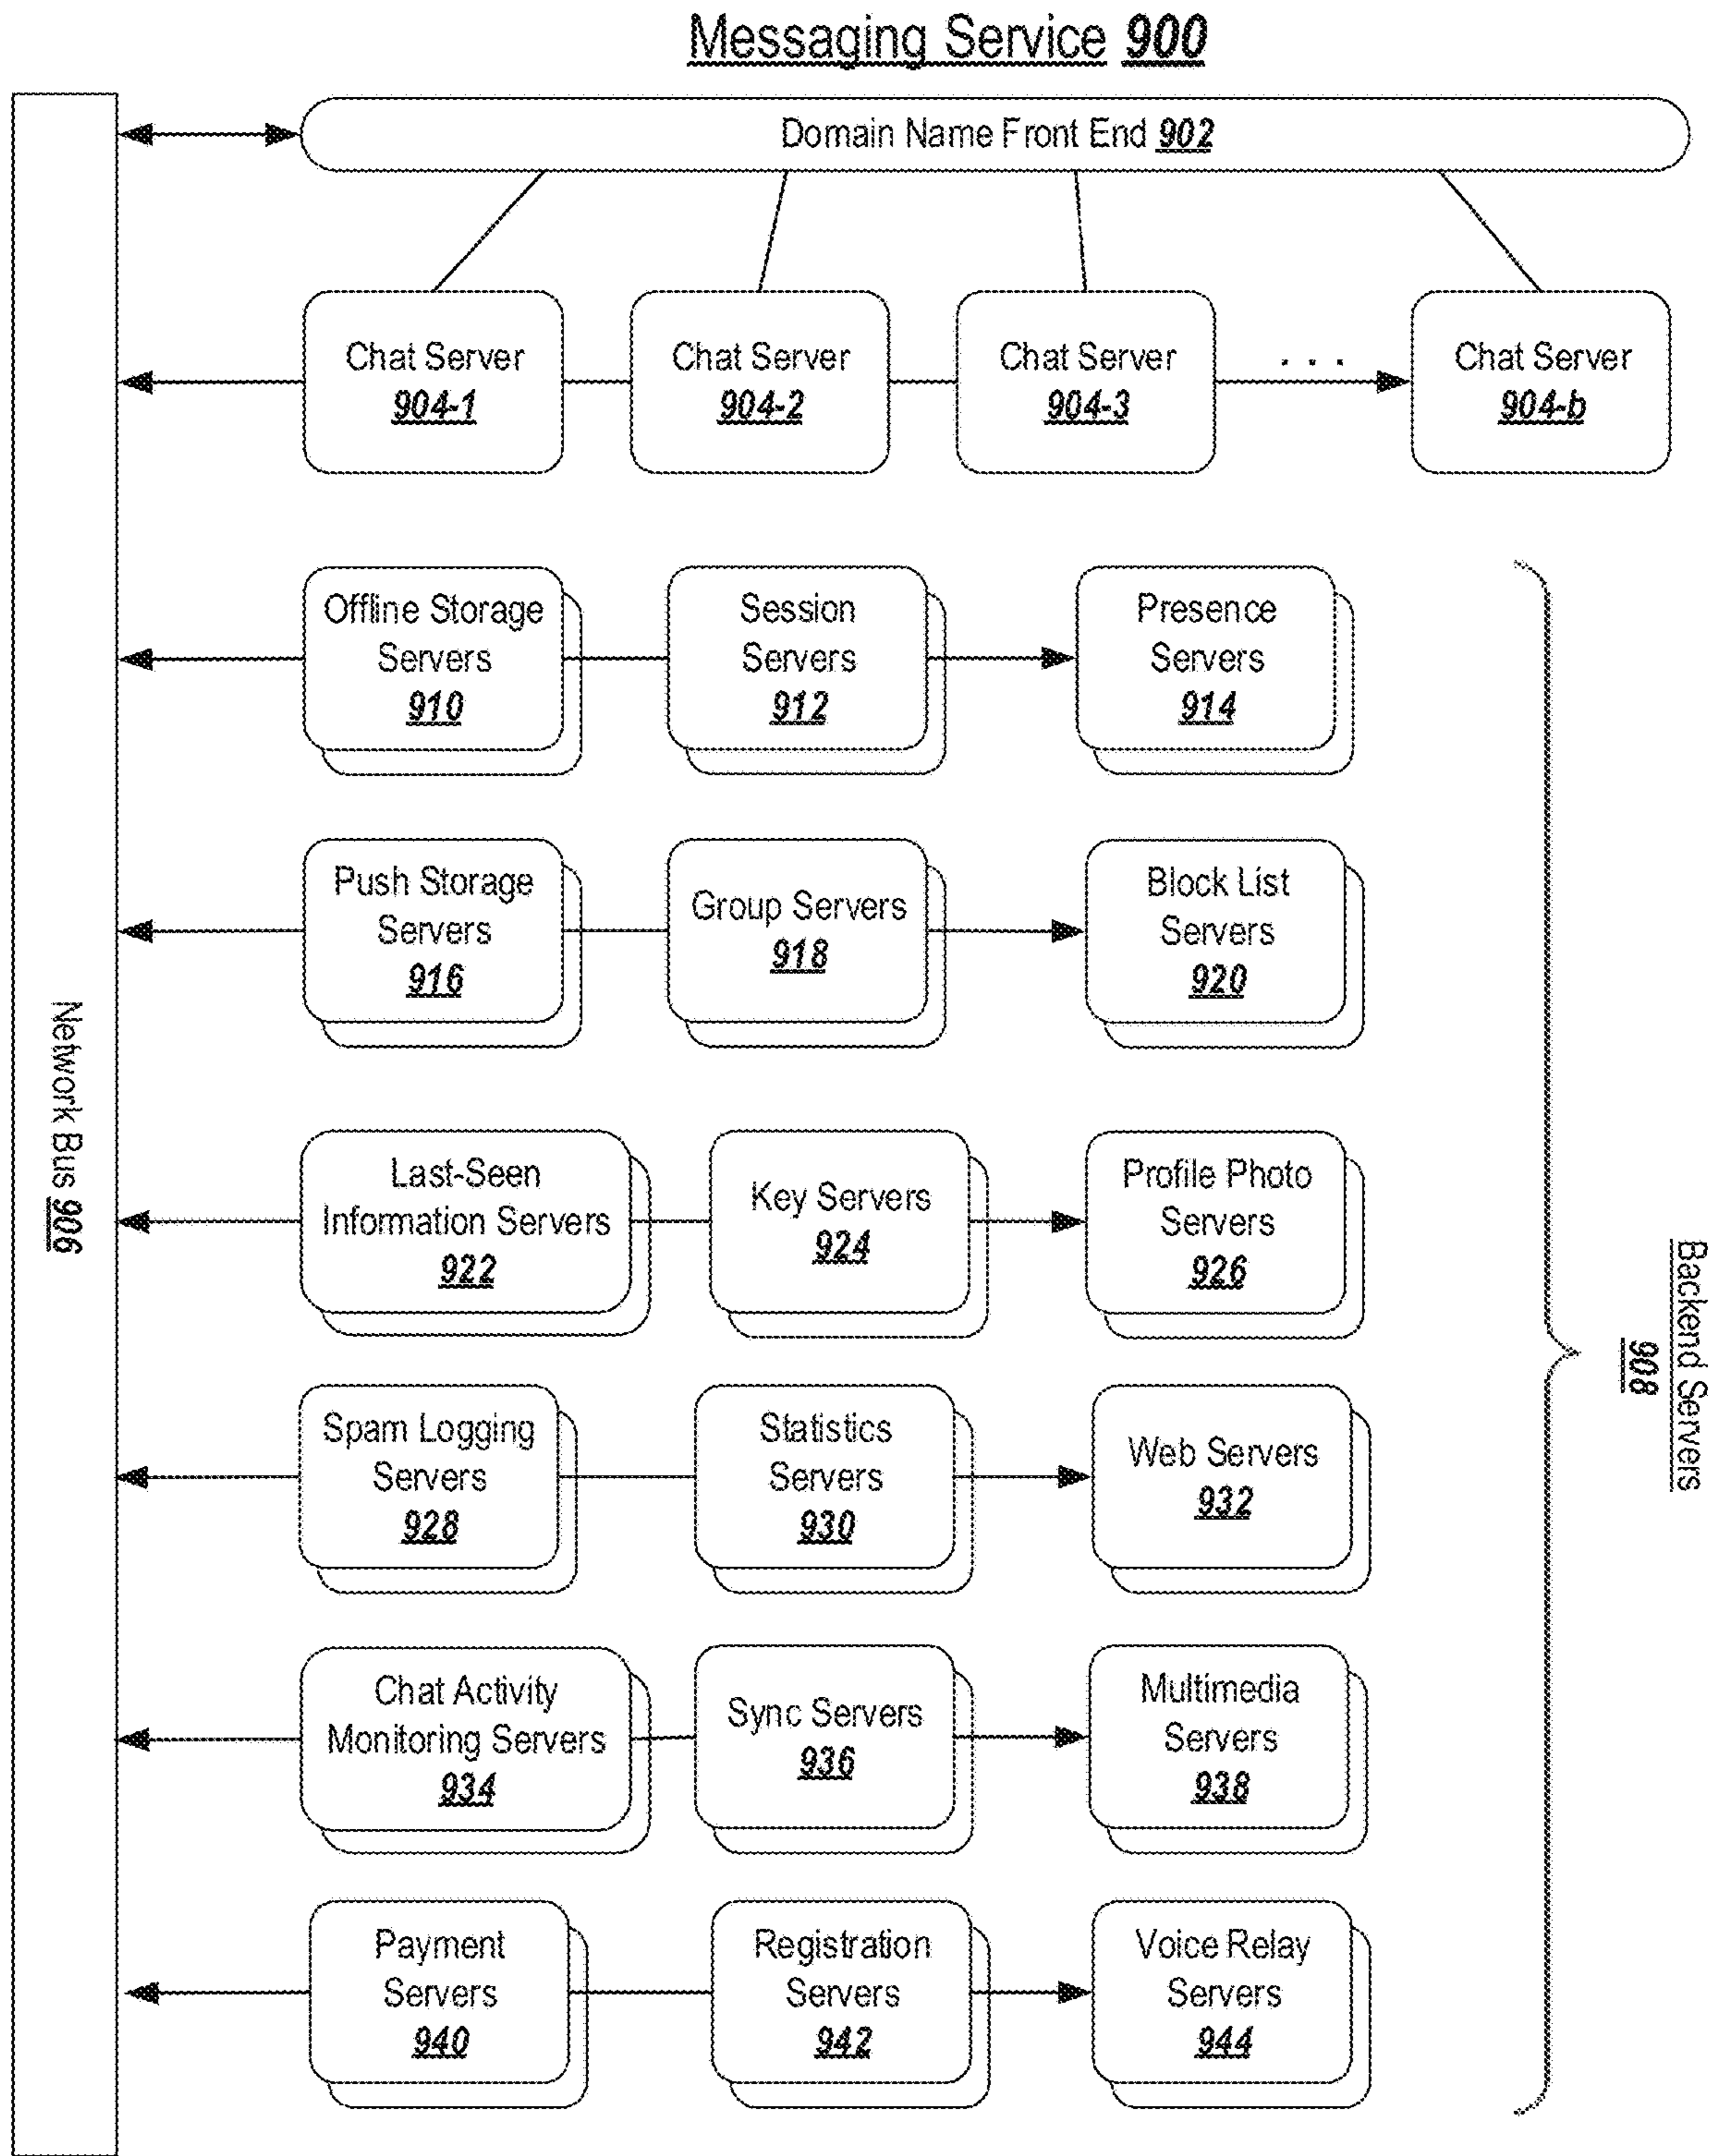 Messaging Service 900
Domain Name Front End 902
Chat Server
904-1
Chat Server
904-2
Chat Server
904-3
. . .
Chat Server
904-b
Offline Storage
Servers
910
Session
Servers
912
Presence
Servers
914
Push Storage
Servers
916
Group Servers
918
Block List
Servers
920
Last-Seen
Information Servers
922
Key Servers
924
Profile Photo
Servers
926
Spam Logging
Servers
928
Statistics
Servers
930
Web Servers
932
Chat Activity
Monitoring Servers
934
Sync Servers
936
Multimedia
Servers
938
Payment
Servers
940
Registration
Servers
942
Voice Relay
Servers
944
Network Bus 906
Backend Servers
908